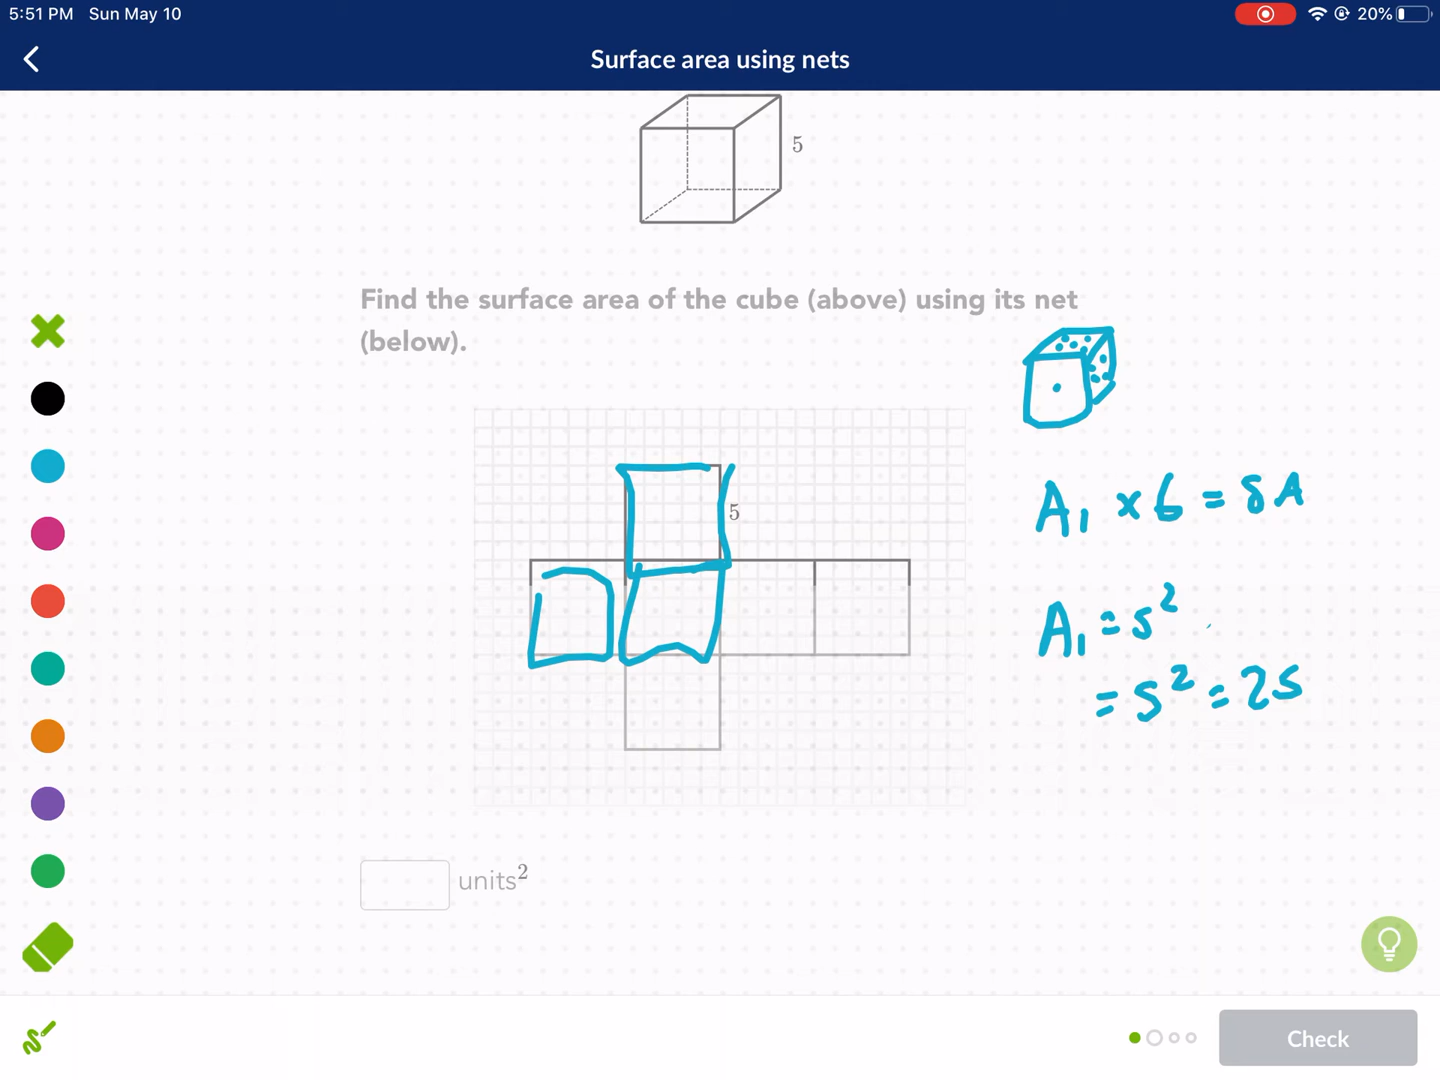 5:51 PM Sun May 10
20%
Surface area using nets
5
Find the surface area of the cube (above) using its net
(below).
5
A₁ × 6 = SA
A₁ = s²
= 5² = 25
units²
Check